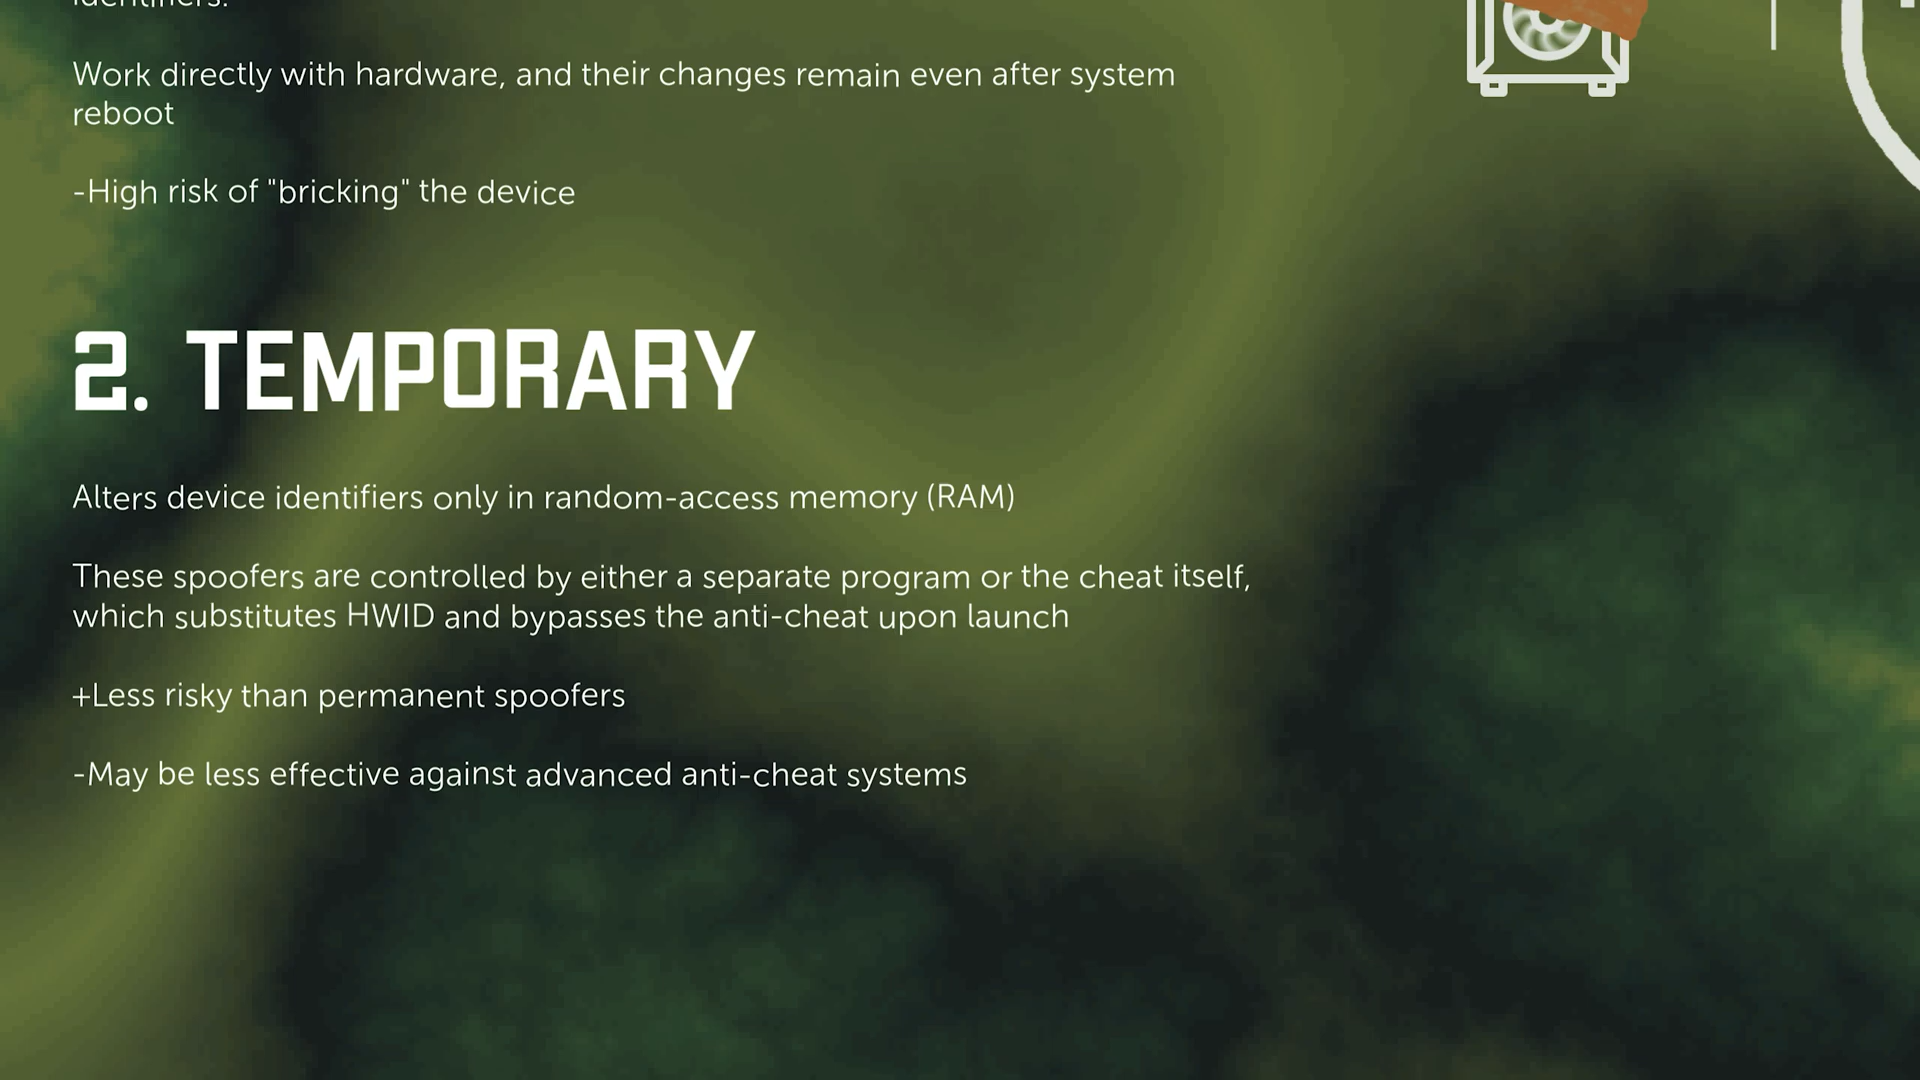 identifiers.
Work directly with hardware, and their changes remain even after system
reboot
-High risk of "bricking" the device
2. TEMPORARY
Alters device identifiers only in random-access memory (RAM)
These spoofers are controlled by either a separate program or the cheat itself,
which substitutes HWID and bypasses the anti-cheat upon launch
+Less risky than permanent spoofers
-May be less effective against advanced anti-cheat systems